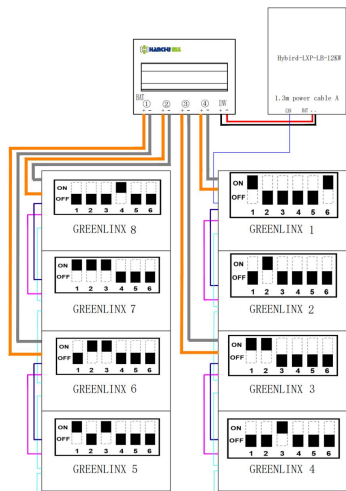 HANCHU ESS
Hybird-LXP-LB-12KW
1.3m power cable A
CN BT + -
BAT
① ② ③ ④ INV
+ - + - + - + - + -
ON
OFF
1 2 3 4 5 6
GREENLINX 8
ON
OFF
1 2 3 4 5 6
GREENLINX 7
ON
OFF
1 2 3 4 5 6
GREENLINX 6
ON
OFF
1 2 3 4 5 6
GREENLINX 5
ON
OFF
1 2 3 4 5 6
GREENLINX 1
ON
OFF
1 2 3 4 5 6
GREENLINX 2
ON
OFF
1 2 3 4 5 6
GREENLINX 3
ON
OFF
1 2 3 4 5 6
GREENLINX 4